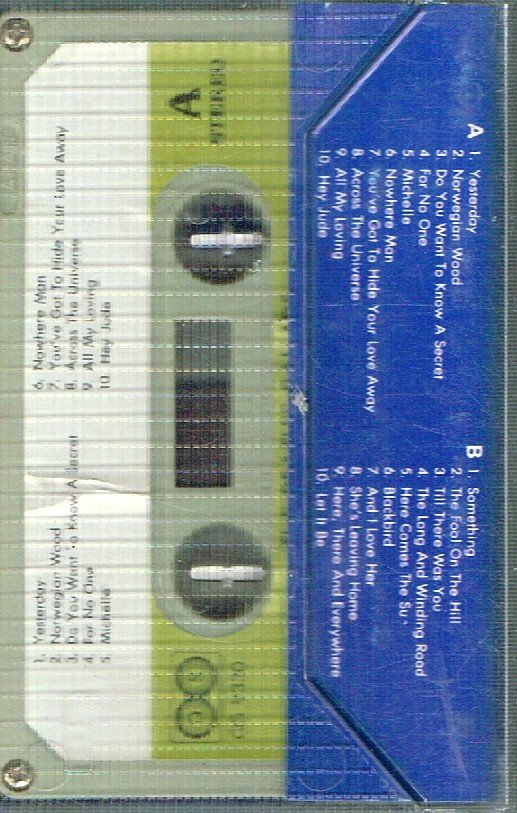 A 1. Yesterday
2. Norwegian Wood
3. Do You Want To Know A Secret
4. For No One
5. Michelle
6. Nowhere Man
7. You've Got To Hide Your Love Away
8. Across The Universe
9. All My Loving
10. Hey Jude
B 1. Something
2. The Fool On The Hill
3. Till There Was You
4. The Long And Winding Road
5. Here Comes The Su
6. Blackbird
7. And I Love Her
8. She's Leaving Home
9. Here, There And Everywhere
10. Let It Be
A
STEREO
1. Yesterday
2. Norwegian Wood
3. Do You Want To Know A Secret
4. For No One
5. Michelle
6. Nowhere Man
7. You've Got To Hide Your Love Away
8. Across The Universe
9. All My Loving
10. Hey Jude